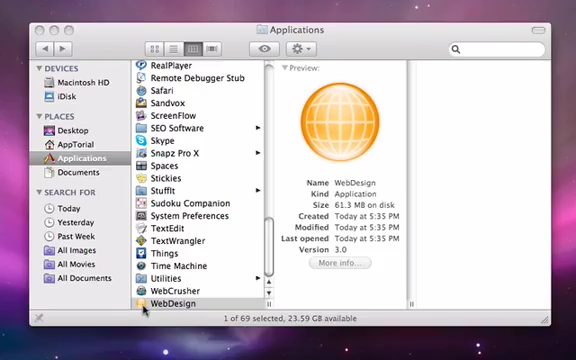 Applications
DEVICES
Macintosh HD
iDisk
PLACES
Desktop
AppTorial
Applications
Documents
SEARCH FOR
Today
Yesterday
Past Week
All Images
All Movies
All Documents
RealPlayer
Remote Debugger Stub
Safari
Sandvox
ScreenFlow
SEO Software
Skype
Snapz Pro X
Spaces
Stickies
StuffIt
Sudoku Companion
System Preferences
TextEdit
TextWrangler
Things
Time Machine
Utilities
WebCrusher
WebDesign
Preview:
Name WebDesign
Kind Application
Size 61.3 MB on disk
Created Today at 5:35 PM
Modified Today at 5:35 PM
Last opened Today at 5:35 PM
Version 3.0
More info...
1 of 69 selected, 23.59 GB available